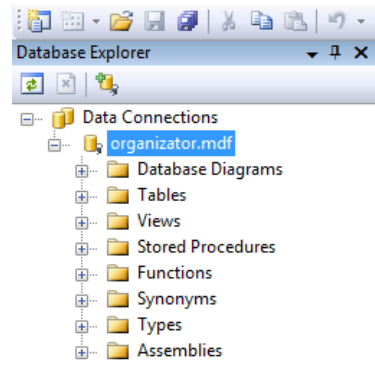 Database Explorer
Data Connections
organizator.mdf
Database Diagrams
Tables
Views
Stored Procedures
Functions
Synonyms
Types
Assemblies